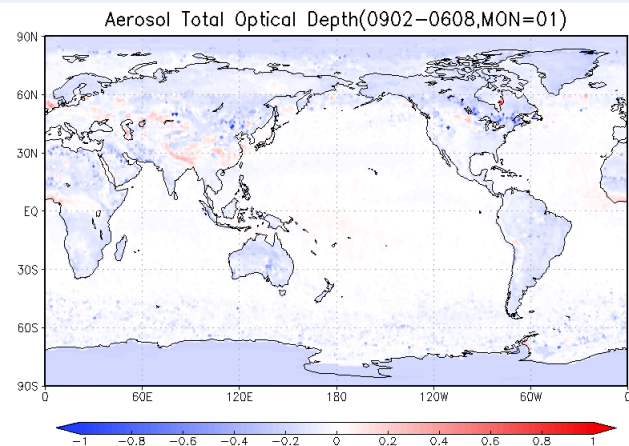 Aerosol Total Optical Depth(0902-0608,MON=01)
90N
60N
30N
EQ
30S
60S
90S
0 60E 120E 180 120W 60W 0
-1 -0.8 -0.6 -0.4 -0.2 0 0.2 0.4 0.6 0.8 1